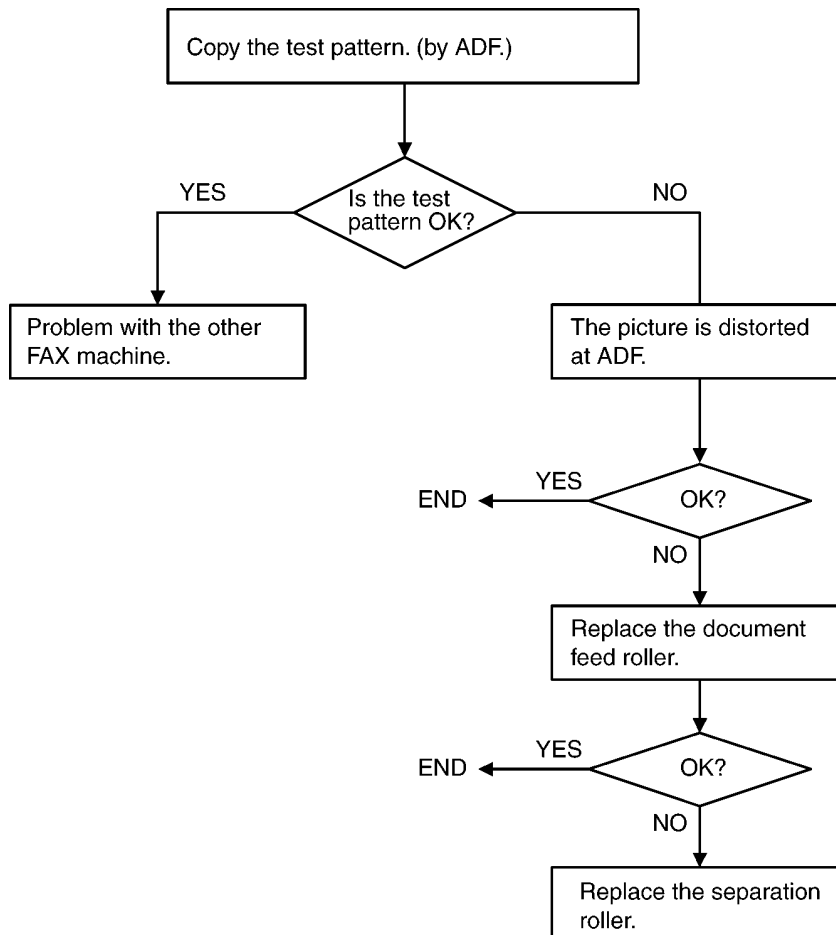 Copy the test pattern. (by ADF.)
YES
Is the test
pattern OK?
NO
Problem with the other
FAX machine.
The picture is distorted
at ADF.
END
YES
OK?
NO
Replace the document
feed roller.
END
YES
OK?
NO
Replace the separation
roller.